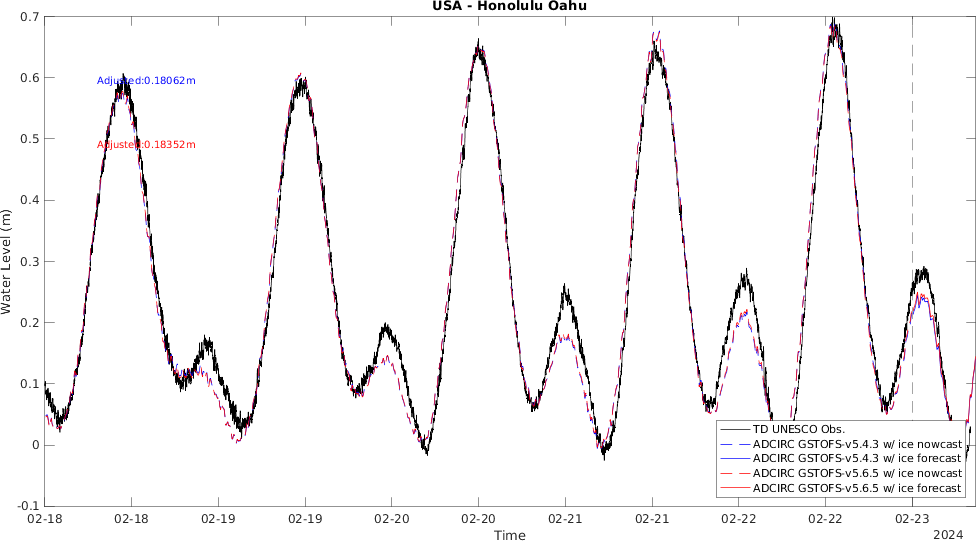 USA - Honolulu Oahu
0.7
0.6
0.5
0.4
0.3
0.2
0.1
0
-0.1
Water Level (m)
Adjusted:0.18062m
Adjusted:0.18352m
TD UNESCO Obs.
ADCIRC GSTOFS-v5.4.3 w/ ice nowcast
ADCIRC GSTOFS-v5.4.3 w/ ice forecast
ADCIRC GSTOFS-v5.6.5 w/ ice nowcast
ADCIRC GSTOFS-v5.6.5 w/ ice forecast
02-18 02-18 02-19 02-19 02-20 02-20 02-21 02-21 02-22 02-22 02-23
Time
2024